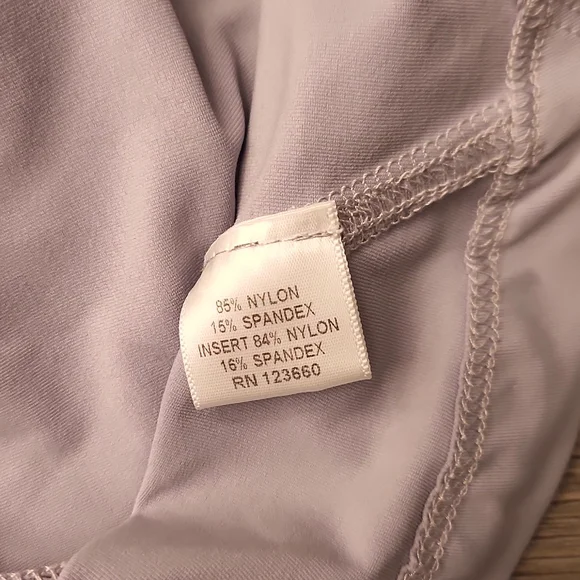 85% NYLON
15% SPANDEX
INSERT 84% NYLON
16% SPANDEX
RN 123660